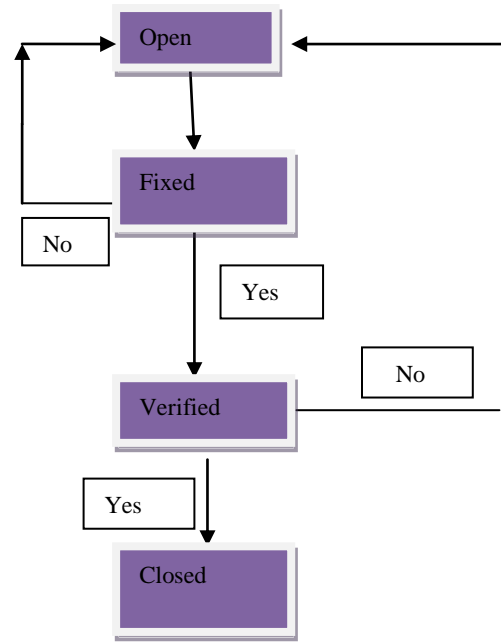 Open
Fixed
No
Yes
Verified
No
Yes
Closed